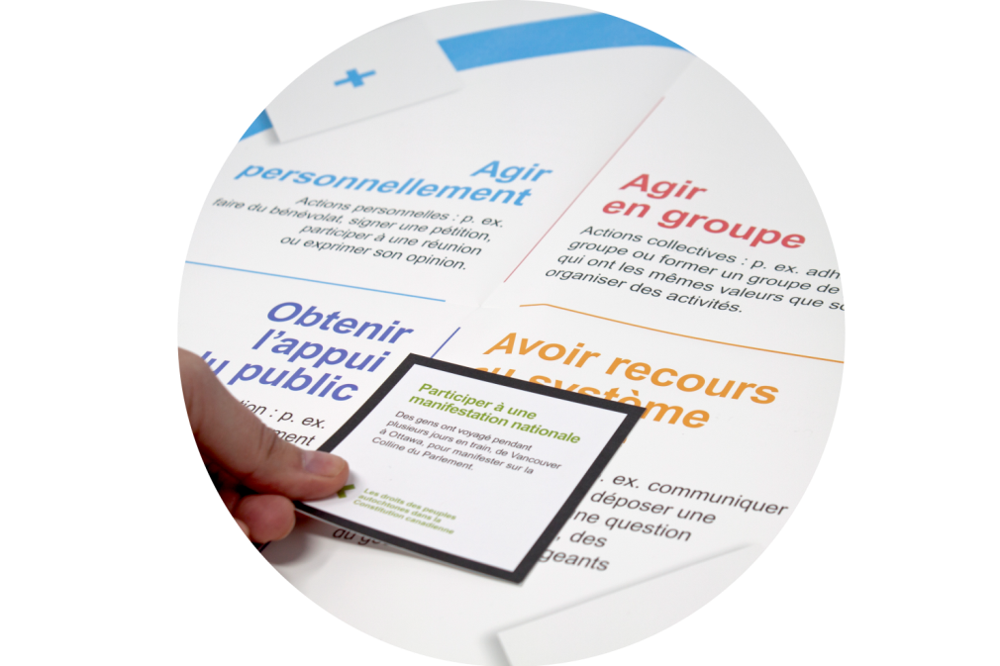 Agir
personnellement
Actions personnelles : p. ex.
faire du bénévolat, signer une pétition,
participer à une réunion
ou exprimer son opinion.
Agir
en groupe
Actions collectives : p. ex. adh
groupe ou former un groupe de
qui ont les mêmes valeurs que so
organiser des activités.
Obtenir
l'appui
du public
tion : p. ex.
ment
Avoir recours
au système
. ex. communiquer
déposer une
ne question
, des
geants
Participer à une
manifestation nationale
Des gens ont voyagé pendant
plusieurs jours en train, de Vancouver
à Ottawa, pour manifester sur la
Colline du Parlement.
Les droits des peuples
autochtones dans la
Constitution canadienne